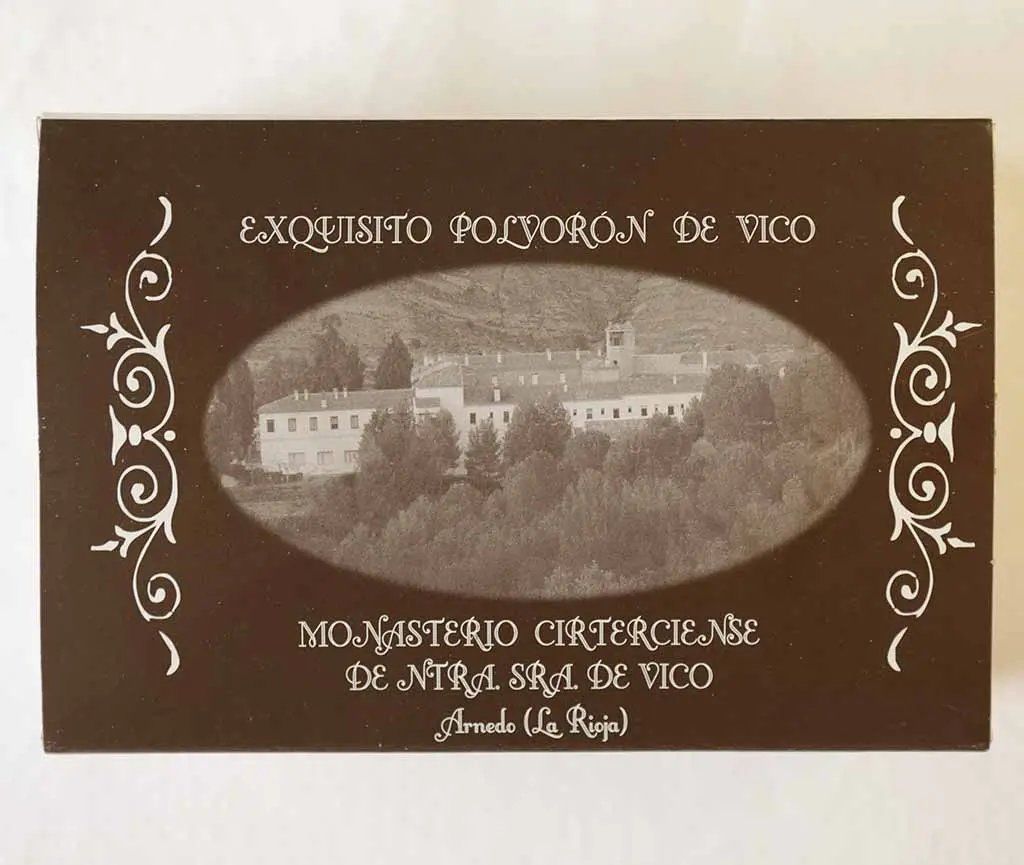 EXQUISITO POLVORÓN DE VICO
MONASTERIO CIRTERCIENSE
DE NTRA. SRA. DE VICO
Arnedo (La Rioja)